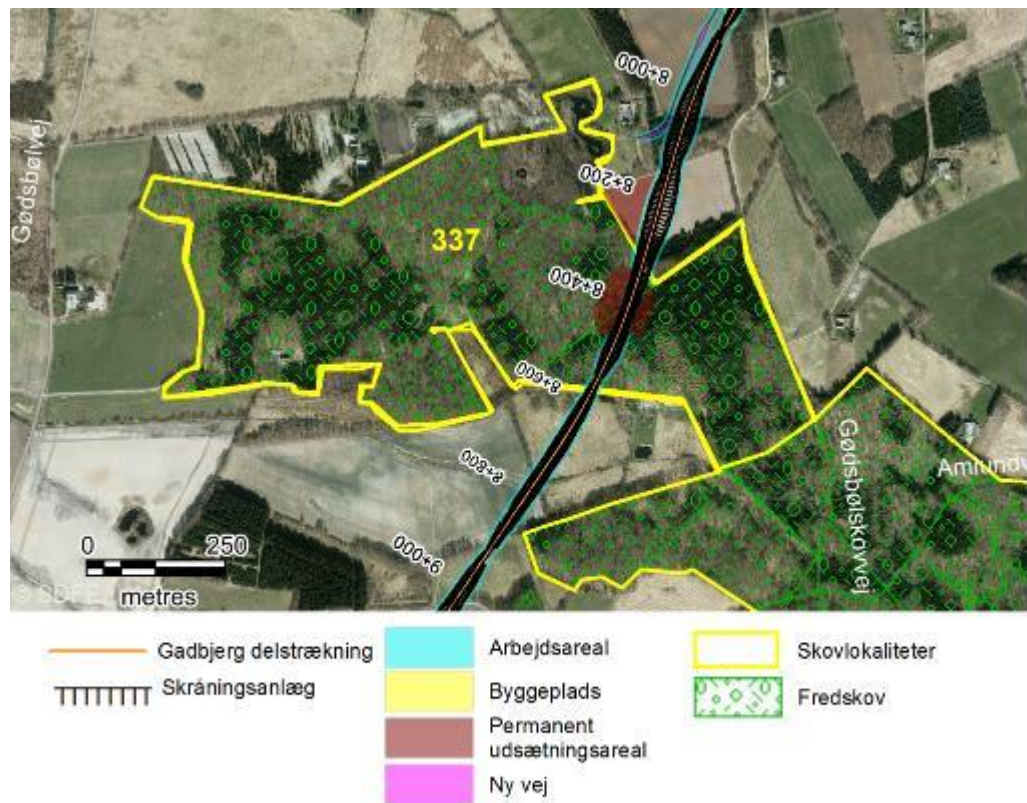 8+000
Gødsbølvej
8+200
337
8+400
8+600
Gødsbølskovvej
8+800
Amlundv
0 250
9+000
metres
Gadbjerg delstrækning
Skråningsanlæg
Arbejdsareal
Byggeplads
Permanent
udsætningsareal
Ny vej
Skovlokaliteter
Fredskov